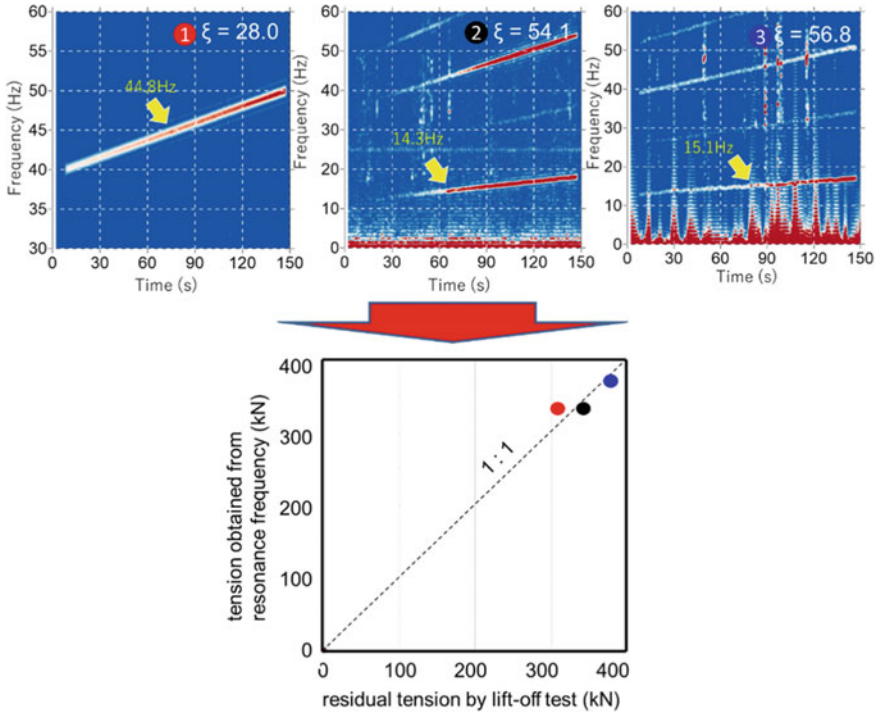 1 ξ = 28.0
60
55
50
45
40
35
30
Frequency (Hz)
44.8Hz
0 30 60 90 120 150
Time (s)
2 ξ = 54.1
60
50
40
30
20
10
0
Frequency (Hz)
14.3Hz
0 30 60 90 120 150
Time (s)
3 ξ = 56.8
60
50
40
30
20
10
0
Frequency (Hz)
15.1Hz
0 30 60 90 120 150
Time (s)
400
300
200
100
0
tension obtained from
resonance frequency (kN)
1 : 1
0 100 200 300 400
residual tension by lift-off test (kN)